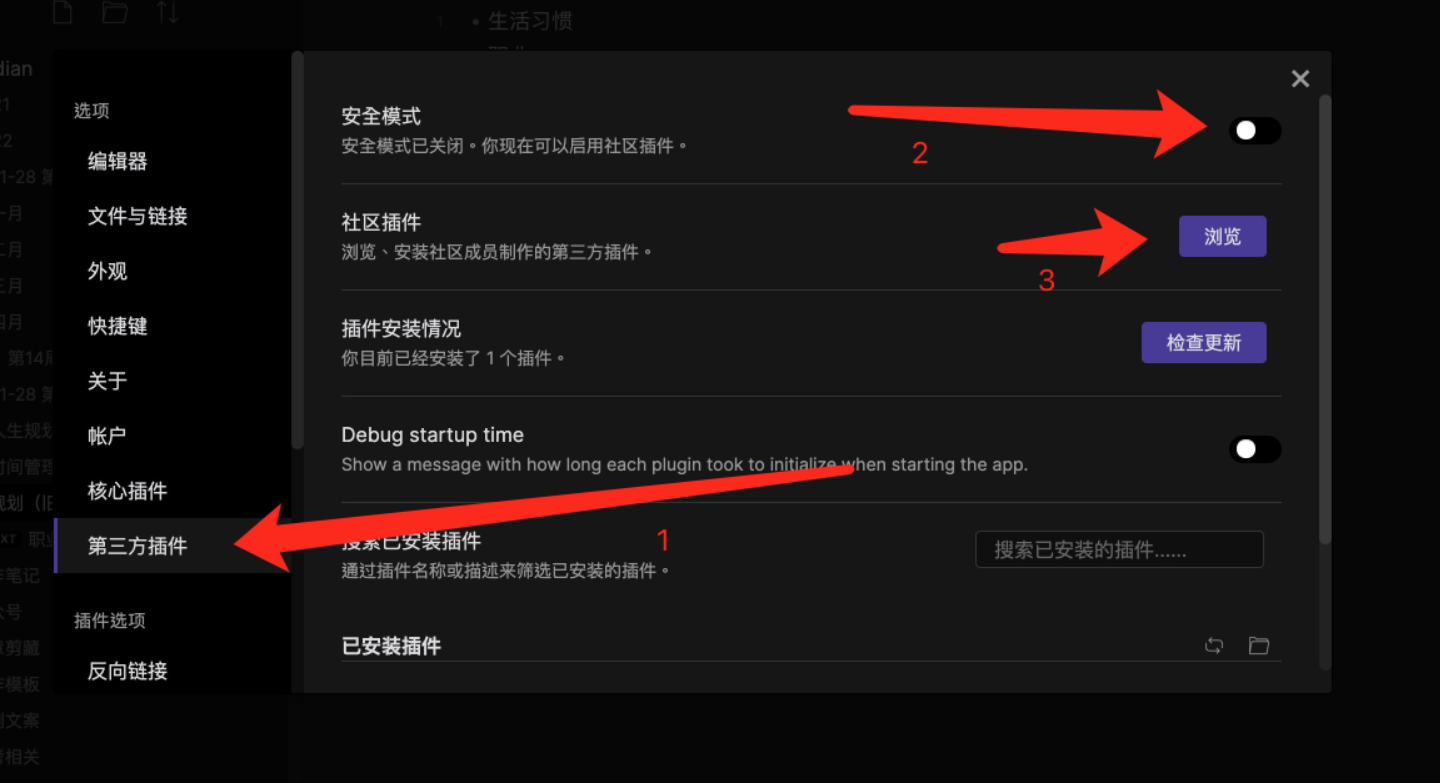 1
• 生活习惯
dian
选项
编辑器
文件与链接
外观
快捷键
关于
帐户
核心插件
第三方插件
插件选项
反向链接
安全模式
安全模式已关闭。你现在可以启用社区插件。
2
社区插件
浏览、安装社区成员制作的第三方插件。
浏览
3
插件安装情况
你目前已经安装了 1 个插件。
检查更新
Debug startup time
Show a message with how long each plugin took to initialize when starting the app.
搜索已安装插件
1
通过插件名称或描述来筛选已安装的插件。
搜索已安装的插件......
已安装插件